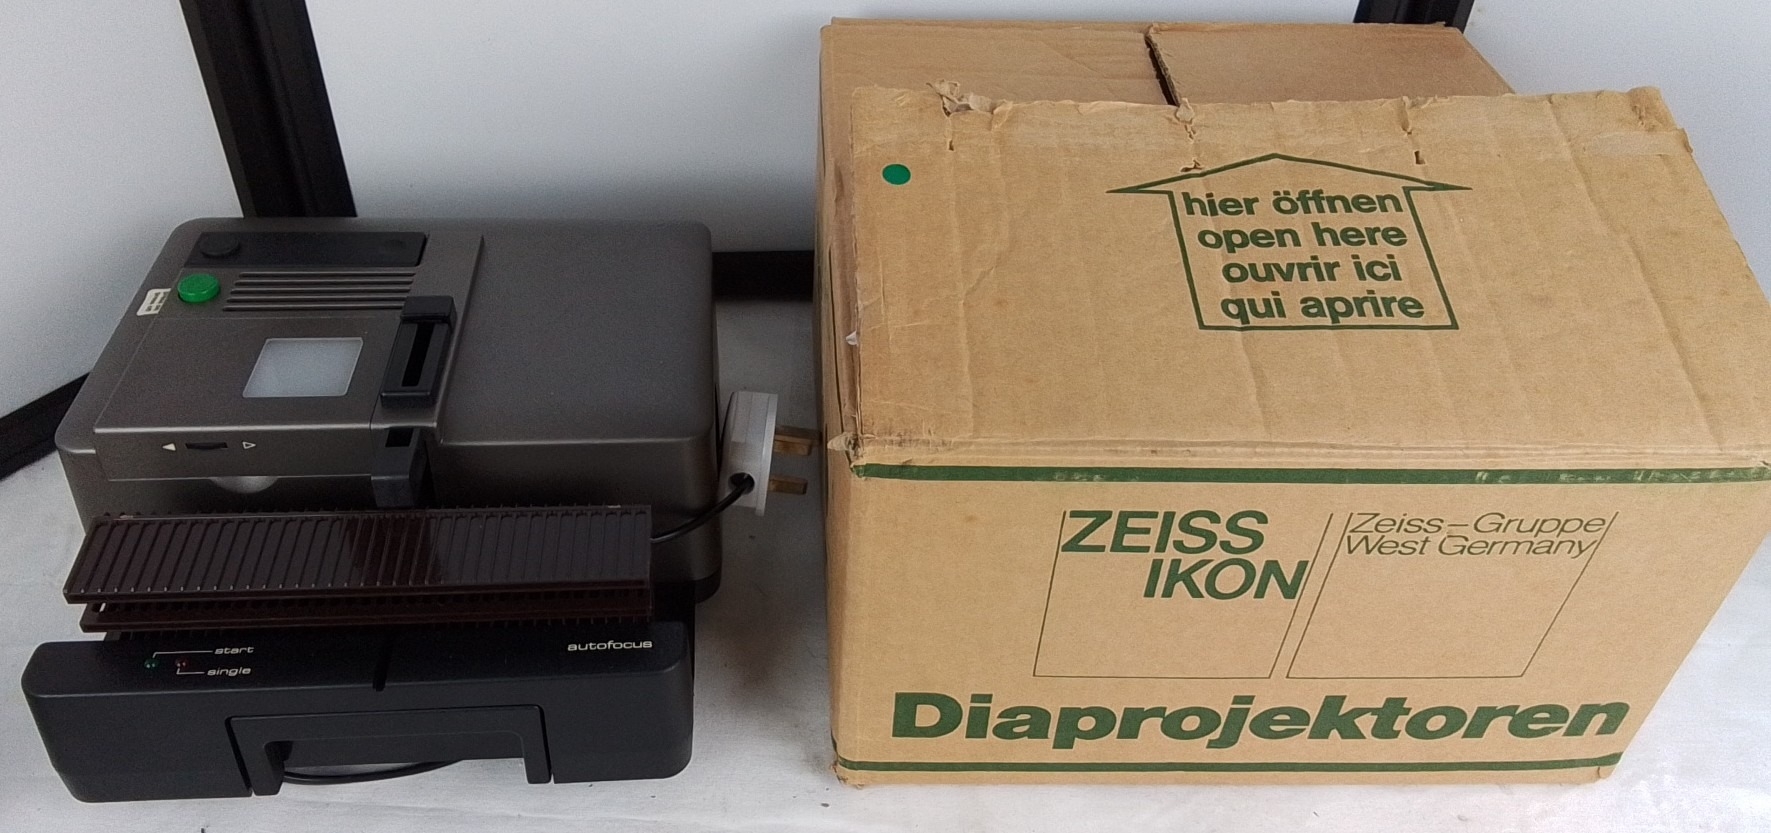 start
single
autofocus
hier öffnen
open here
ouvrir ici
qui aprire
ZEISS
IKON
Zeiss-Gruppe
West Germany
Diaprojektoren